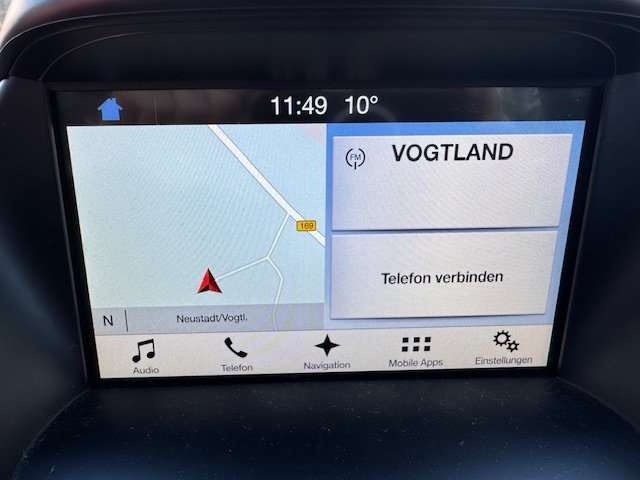 11:49 10°
FM VOGTLAND
169
Telefon verbinden
N Neustadt/Vogtl.
Audio Telefon Navigation Mobile Apps Einstellungen